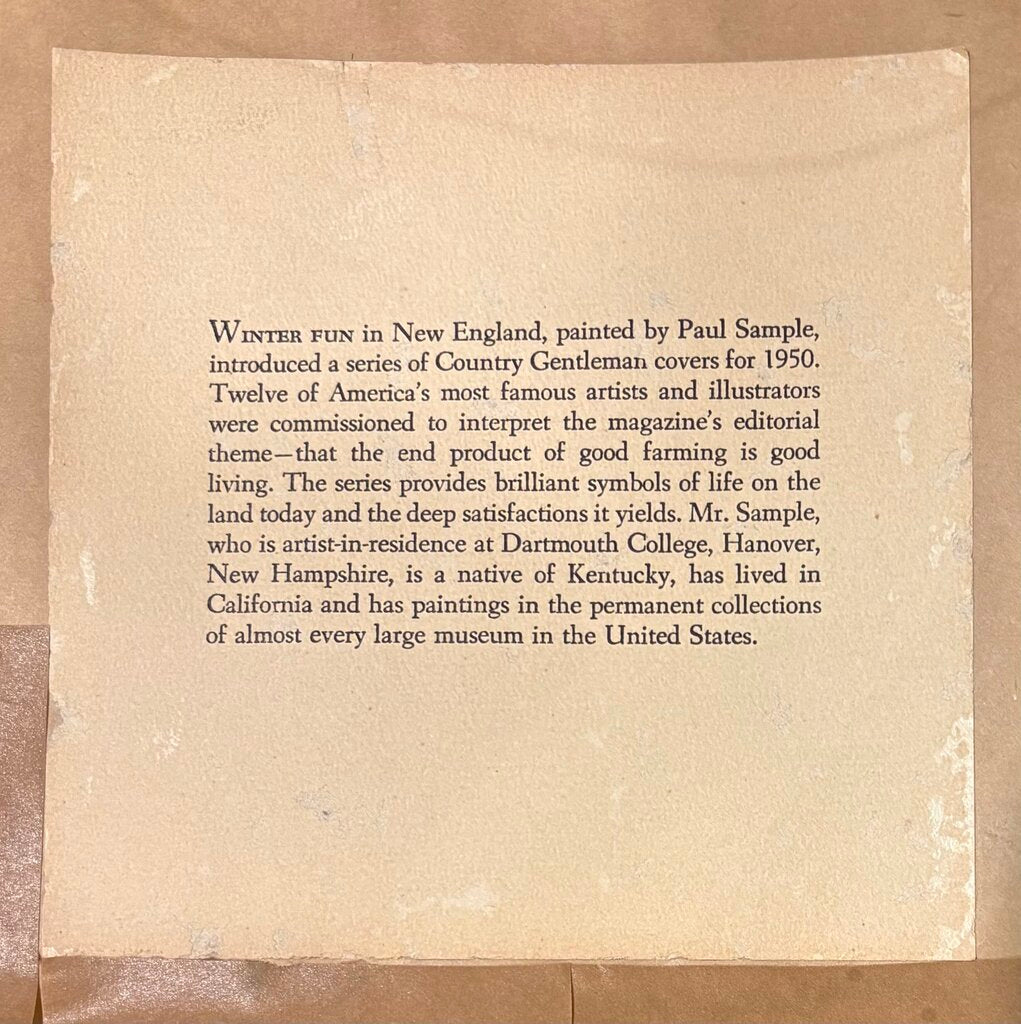 WINTER FUN in New England, painted by Paul Sample,
introduced a series of Country Gentleman covers for 1950.
Twelve of America's most famous artists and illustrators
were commissioned to interpret the magazine's editorial
theme—that the end product of good farming is good
living. The series provides brilliant symbols of life on the
land today and the deep satisfactions it yields. Mr. Sample,
who is artist-in-residence at Dartmouth College, Hanover,
New Hampshire, is a native of Kentucky, has lived in
California and has paintings in the permanent collections
of almost every large museum in the United States.